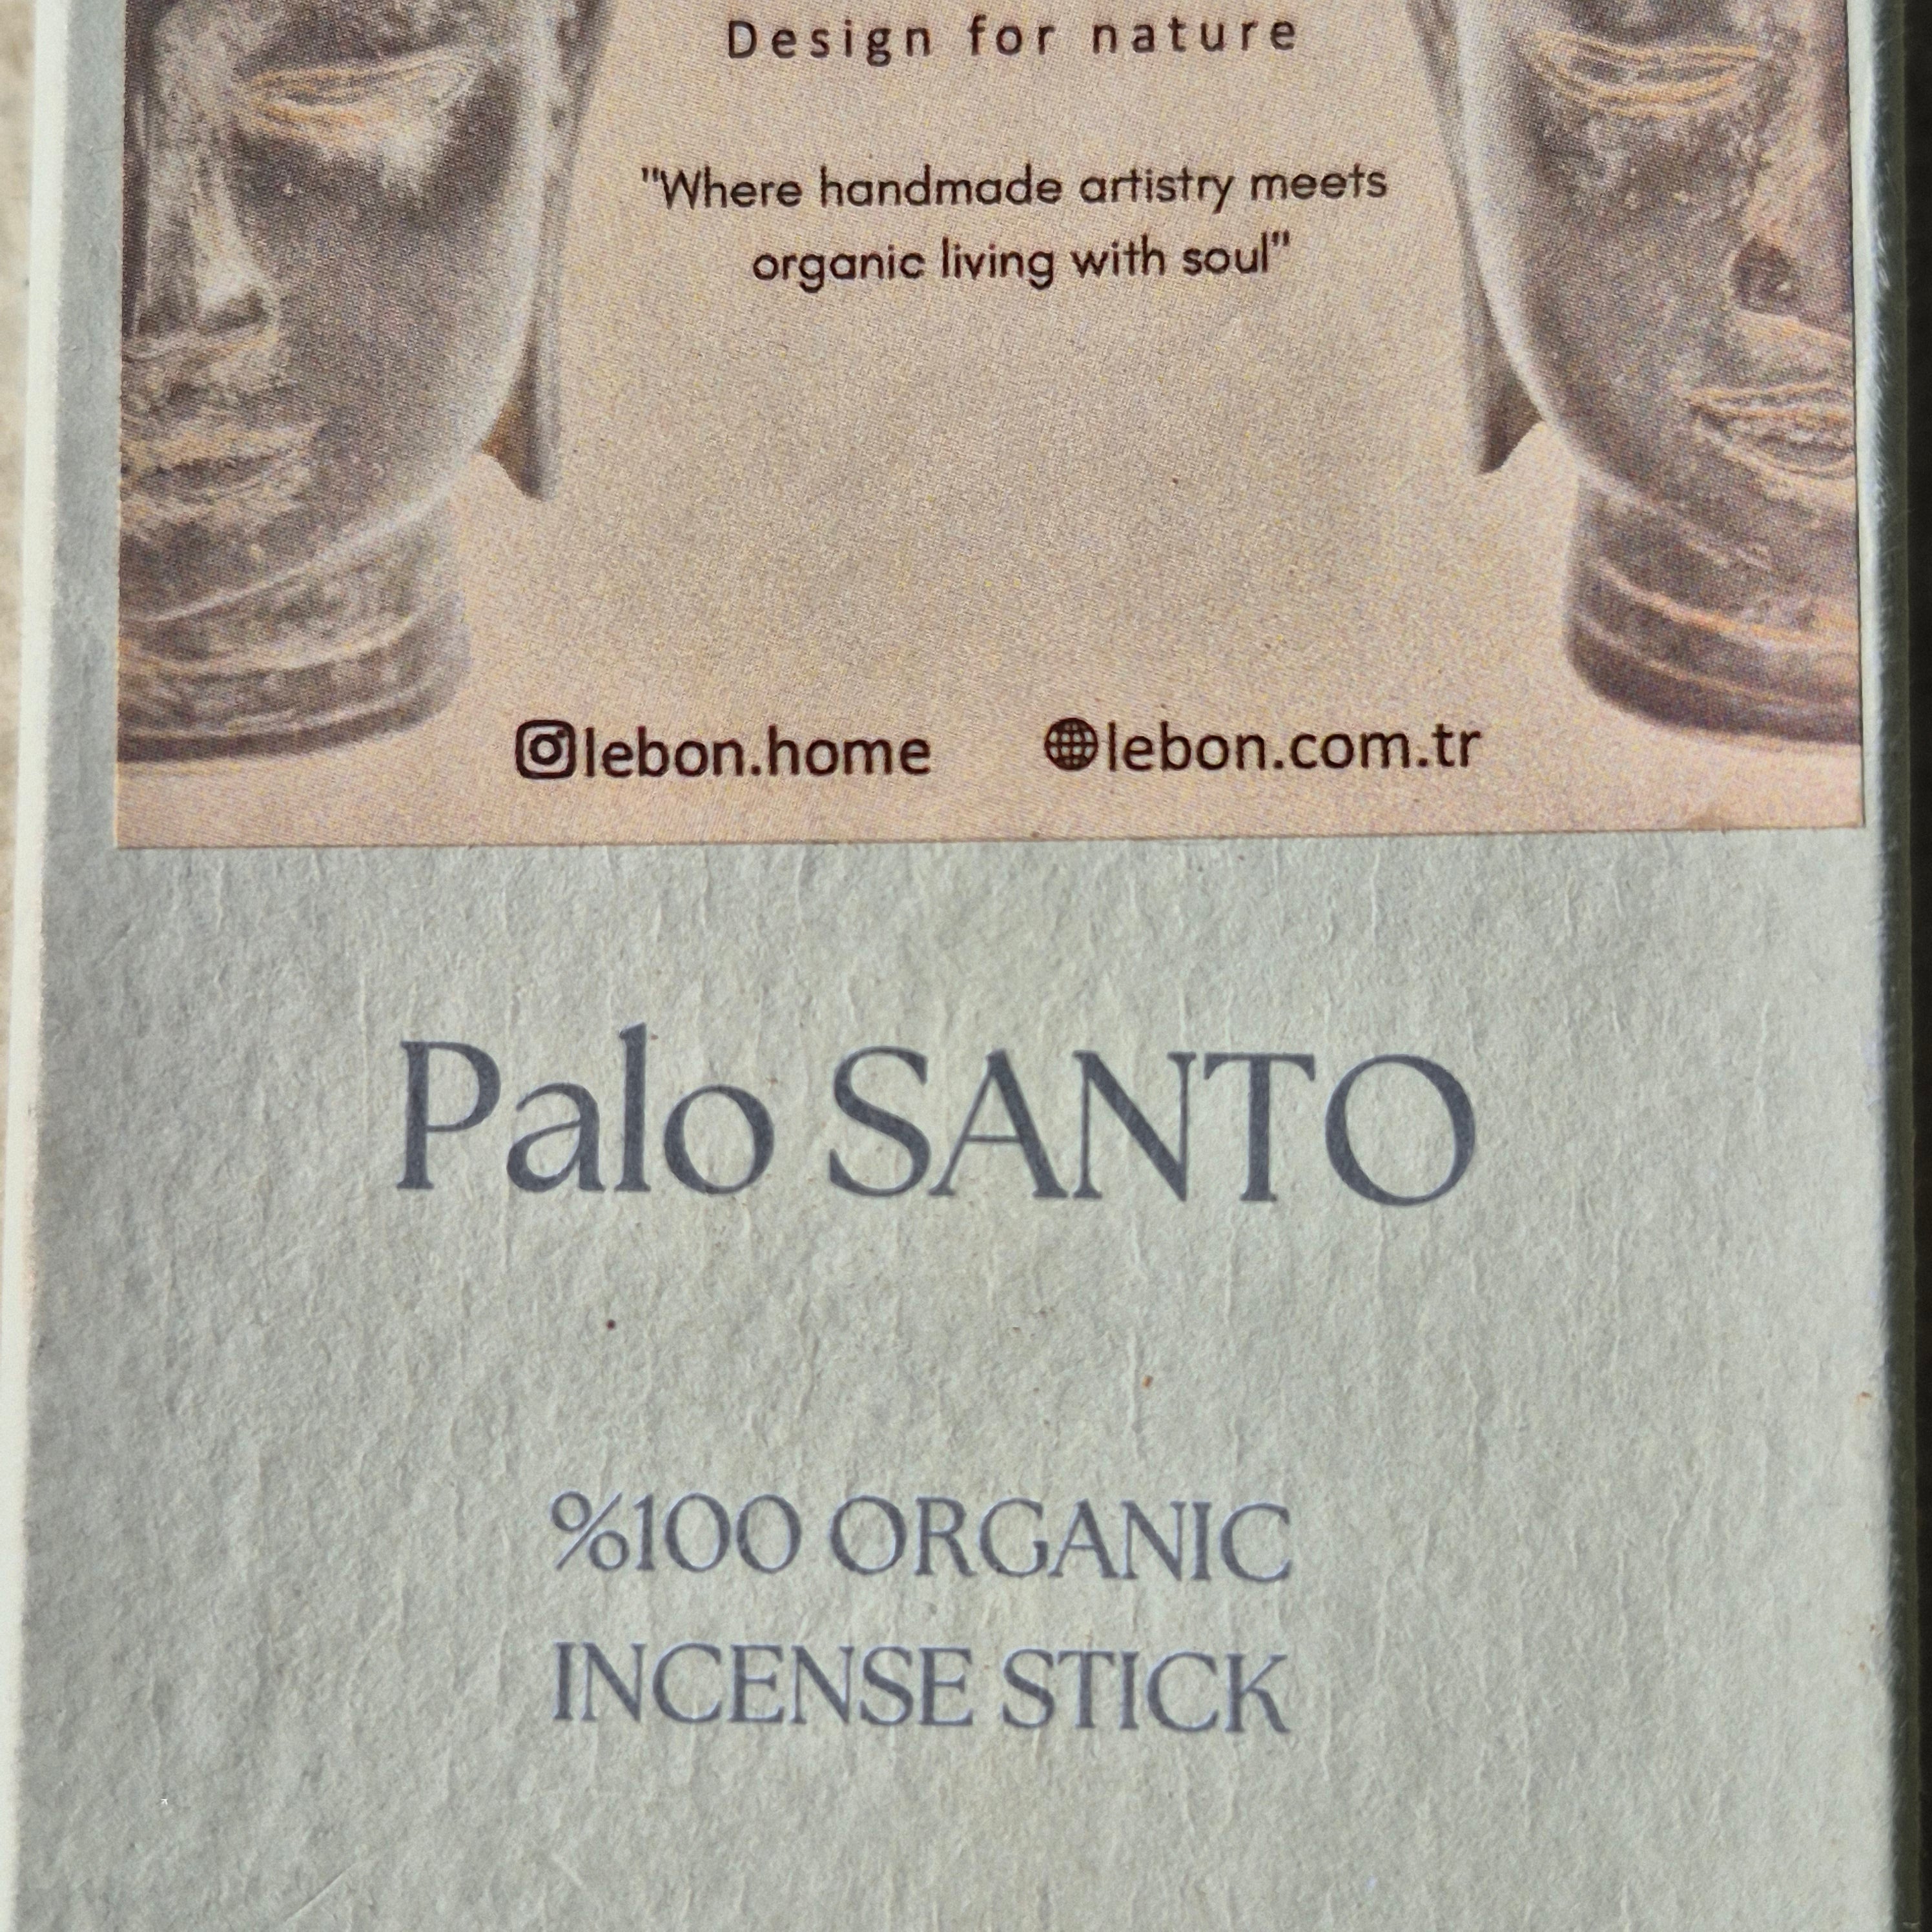 Design for nature
"Where handmade artistry meets
organic living with soul"
lebon.home lebon.com.tr
Palo SANTO
%100 ORGANIC
INCENSE STICK